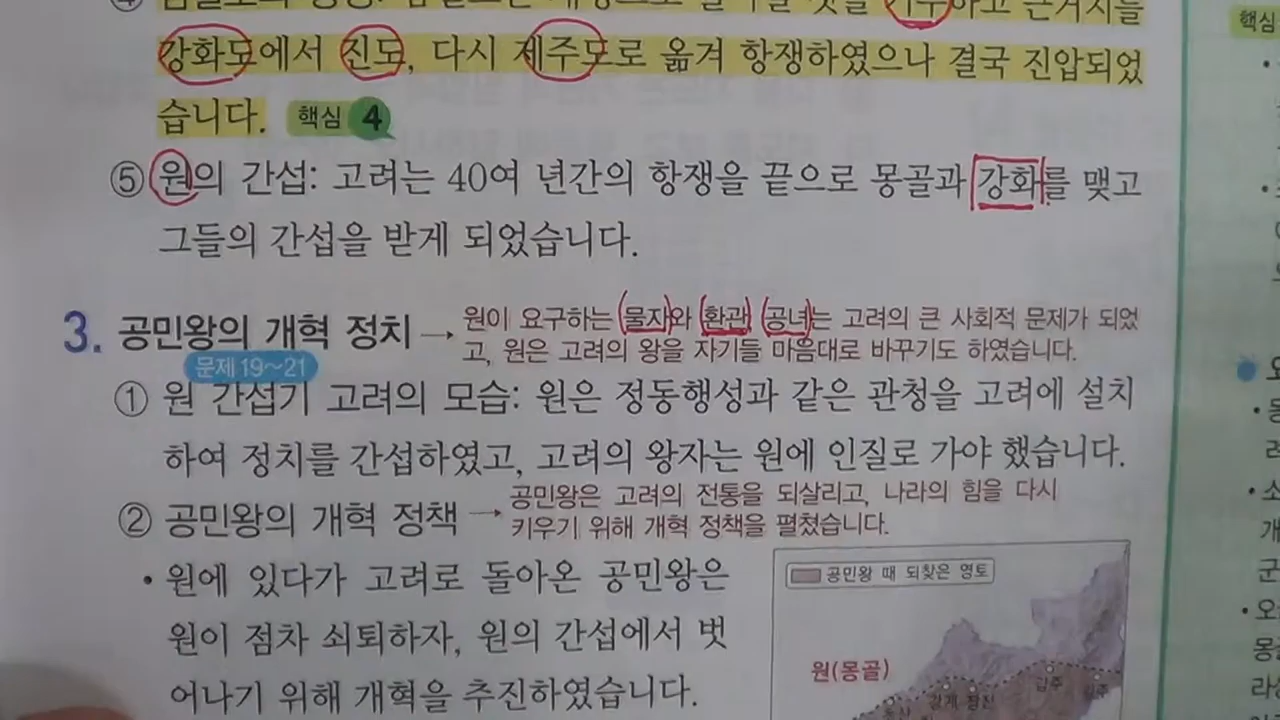 강화도에서 진도, 다시 제주도로 옮겨 항쟁하였으나 결국 진압되었
습니다. 핵심 4
⑤ 원의 간섭: 고려는 40여 년간의 항쟁을 끝으로 몽골과 강화를 맺고
그들의 간섭을 받게 되었습니다.
3. 공민왕의 개혁 정치 → 원이 요구하는 물자와 환관, 공녀는 고려의 큰 사회적 문제가 되었
고, 원은 고려의 왕을 자기들 마음대로 바꾸기도 하였습니다.
문제 19~21
① 원 간섭기 고려의 모습: 원은 정동행성과 같은 관청을 고려에 설치
하여 정치를 간섭하였고, 고려의 왕자는 원에 인질로 가야 했습니다.
② 공민왕의 개혁 정책 → 공민왕은 고려의 전통을 되살리고, 나라의 힘을 다시
키우기 위해 개혁 정책을 펼쳤습니다.
• 원에 있다가 고려로 돌아온 공민왕은
원이 점차 쇠퇴하자, 원의 간섭에서 벗
어나기 위해 개혁을 추진하였습니다.
공민왕 때 되찾은 영토
원(몽골)
핵심